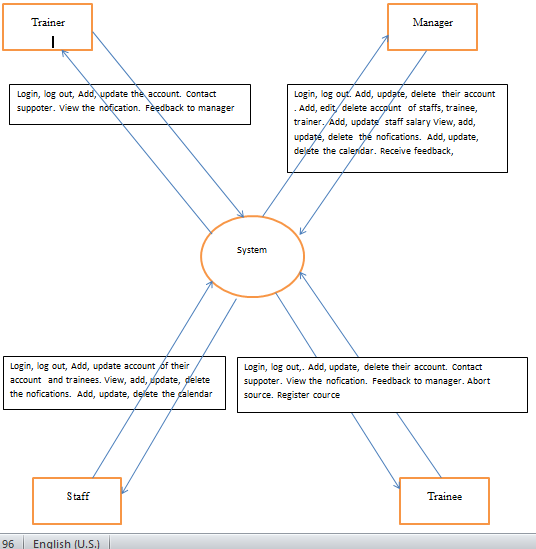 Trainer
Manager
Login, log out, Add, update the account. Contact
suppoter. View the nofication. Feedback to manager
Login, log out. Add, update, delete their account
. Add, edit, delete account of staffs, trainee,
trainer. Add, update staff salary View, add,
update, delete the nofications. Add, update,
delete the calendar. Receive feedback,
System
Login, log out, Add, update account of their
account and trainees. View, add, update, delete
the nofications. Add, update, delete the calendar
Login, log out,. Add, update, delete their account. Contact
suppoter. View the nofication. Feedback to manager. Abort
source. Register cource
Staff
Trainee
96 English (U.S.)